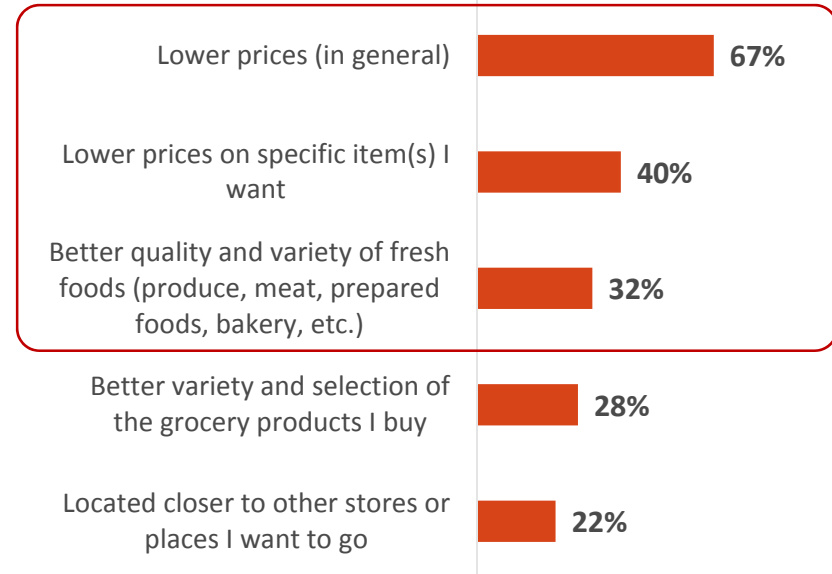 Lower prices (in general)
67%
Lower prices on specific item(s) I
want
40%
Better quality and variety of fresh
foods (produce, meat, prepared
foods, bakery, etc.)
32%
Better variety and selection of
the grocery products I buy
28%
Located closer to other stores or
places I want to go
22%